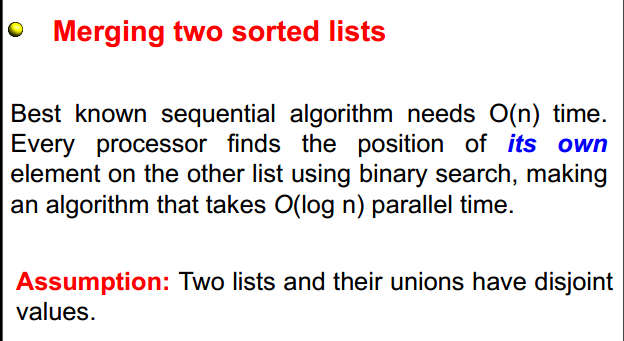 Merging two sorted lists
Best known sequential algorithm needs O(n) time.
Every processor finds the position of its own
element on the other list using binary search, making
an algorithm that takes O(log n) parallel time.
Assumption: Two lists and their unions have disjoint
values.